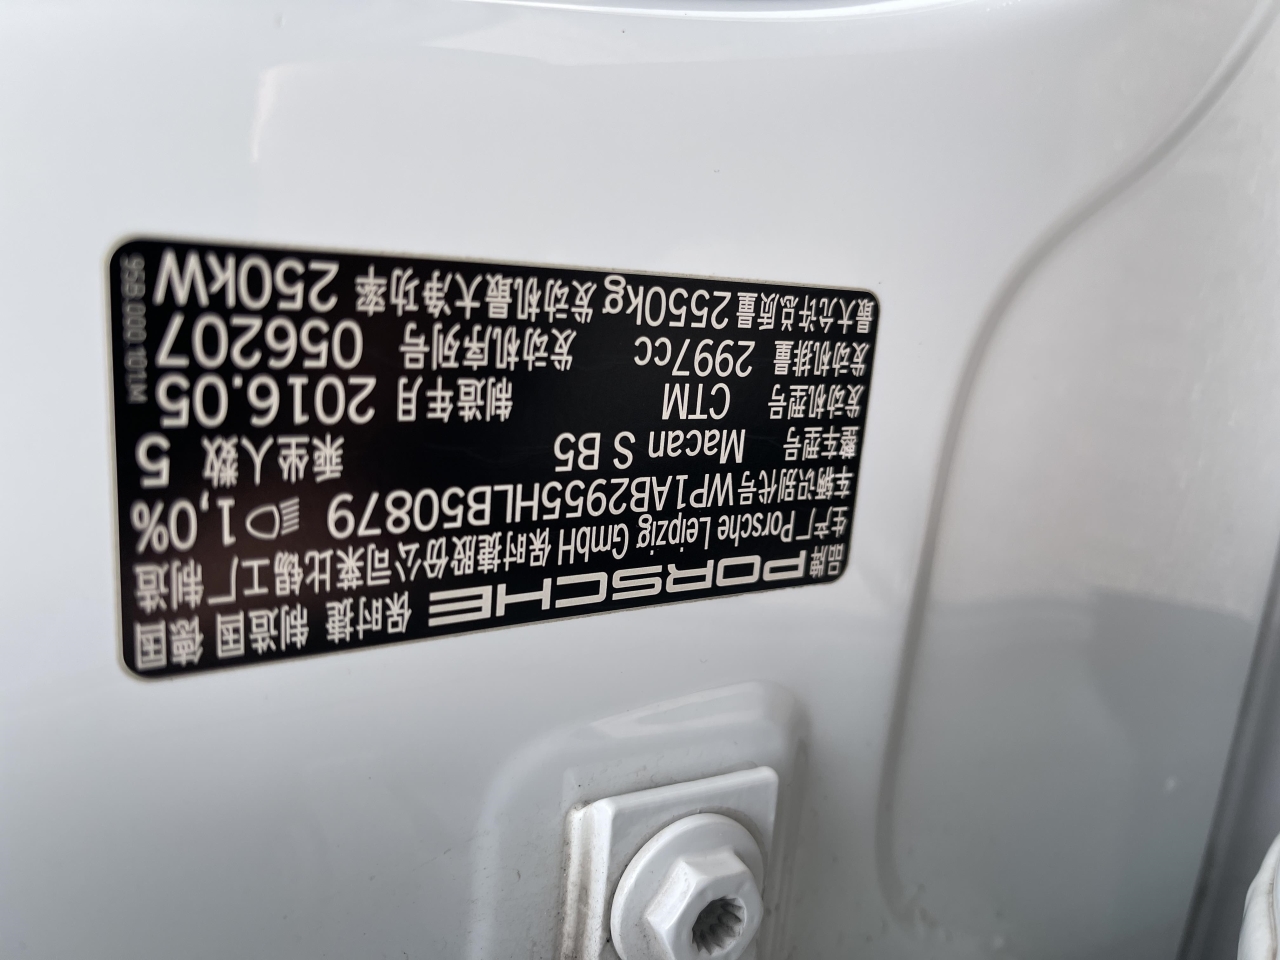 品牌 PORSCHE 保时捷 制造国 德国
生产厂 Porsche Leipzig GmbH 保时捷股份公司莱比锡工厂制造
车辆识别代号 WP1AB2955HLB50879 1,0%
整车型号 Macan S B5 乘坐人数 5
发动机型号 CTM 制造年月 2016.05
发动机排量 2997cc 发动机序列号 056207
最大允许总质量 2550kg 发动机最大净功率 250kW
95B.000.101.M